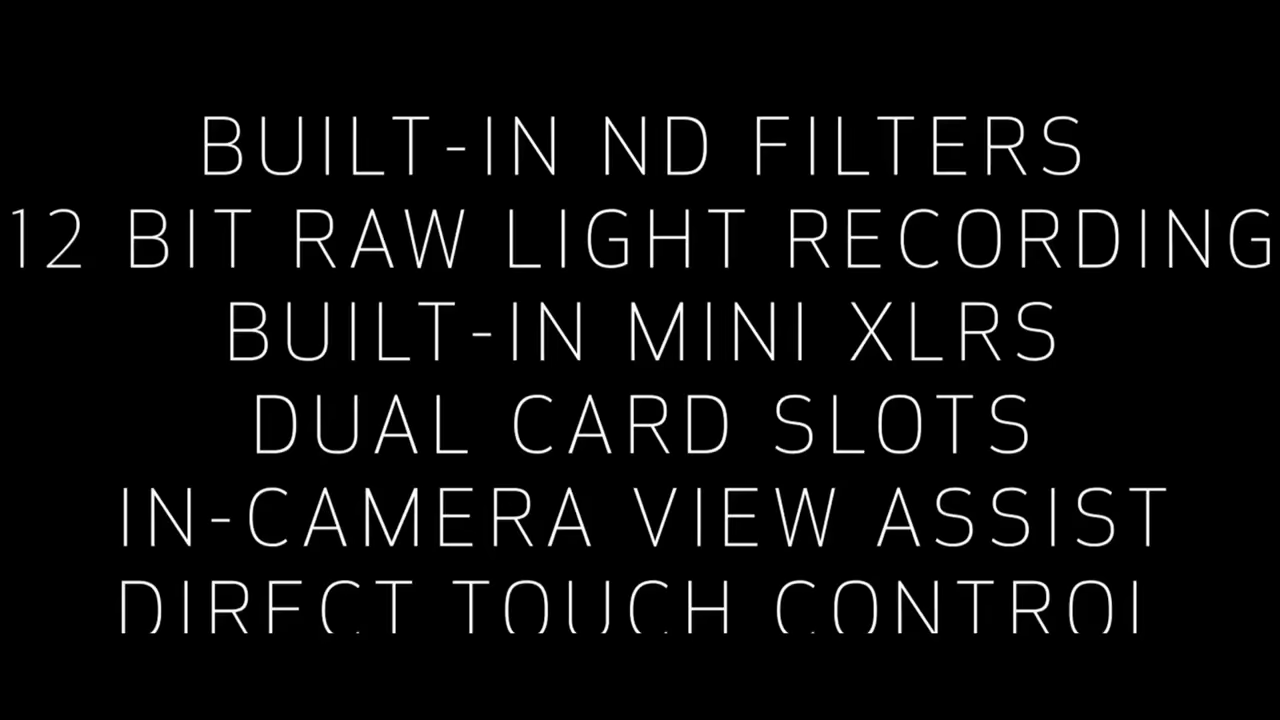 BUILT-IN ND FILTERS
12 BIT RAW LIGHT RECORDING
BUILT-IN MINI XLRS
DUAL CARD SLOTS
IN-CAMERA VIEW ASSIST
DIRECT TOUCH CONTROL